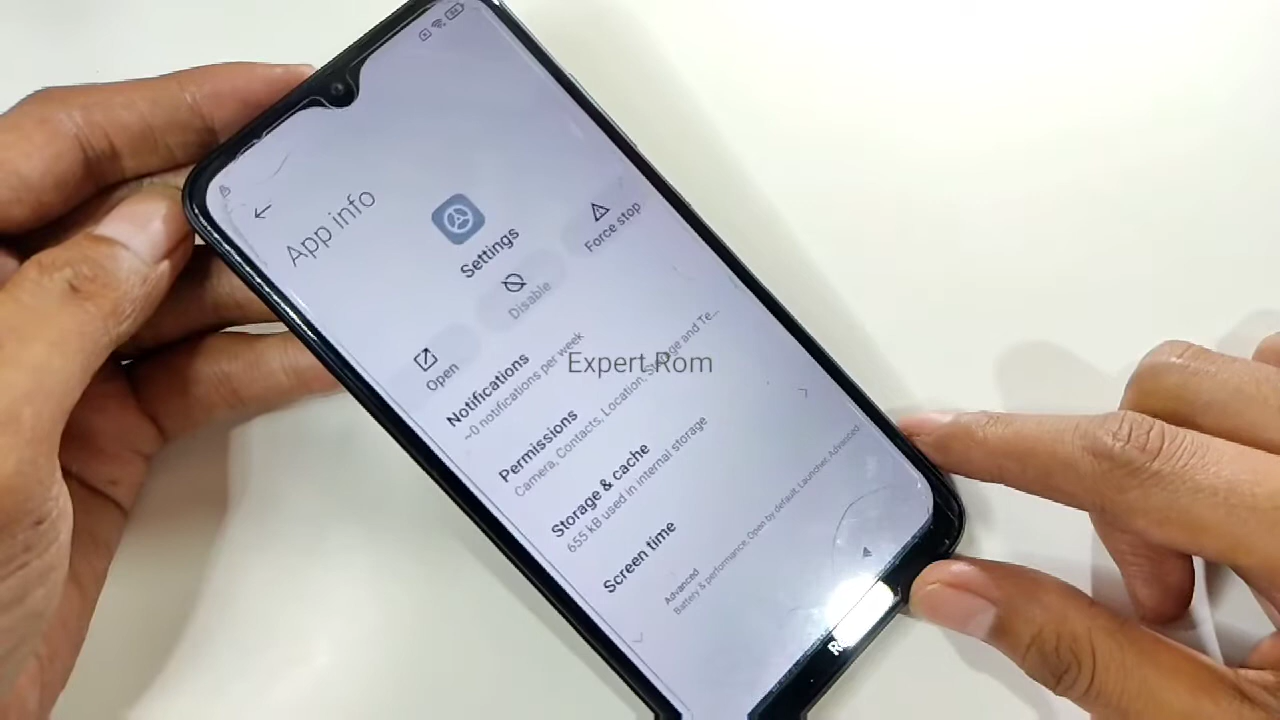 App info
Settings
Open
Disable
Force stop
Notifications
~0 notifications per week
Permissions
Camera, Contacts, Location, Storage and Te...
Storage & cache
655 kB used in internal storage
Screen time
Advanced
Battery & performance, Open by default, Launcher, Advanced
Expert Rom